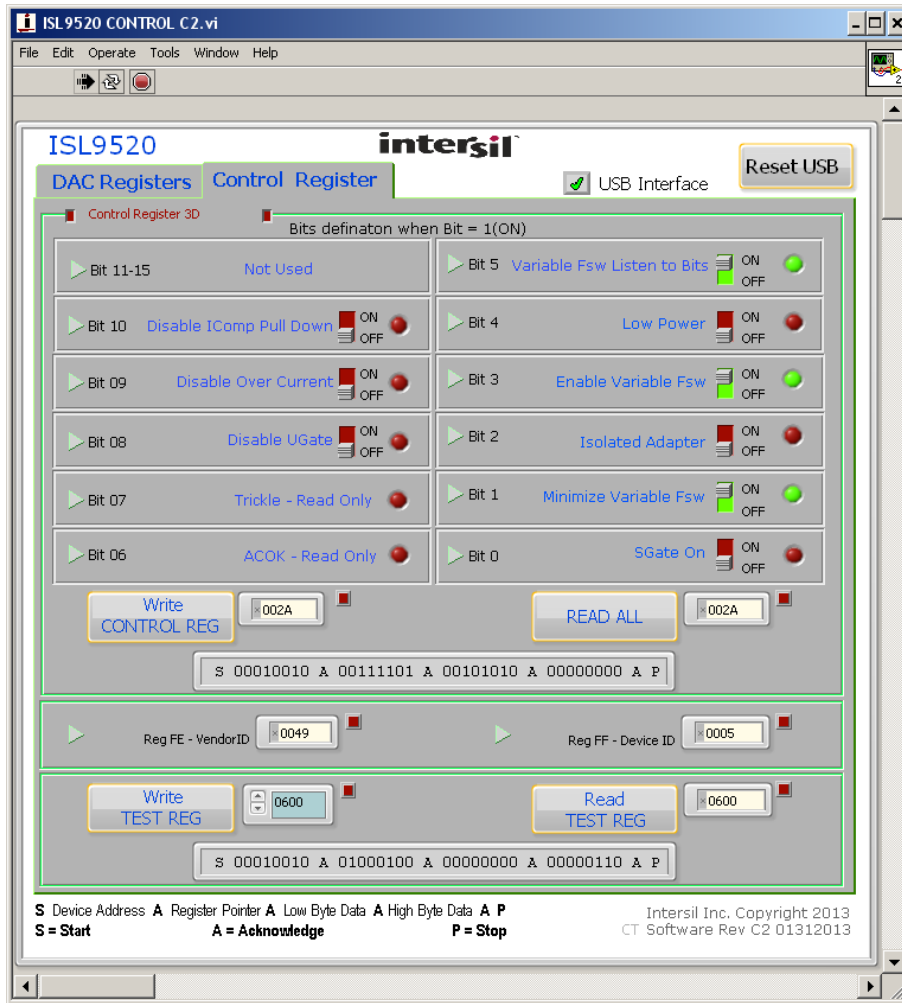 ISL9520 CONTROL C2.vi
File Edit Operate Tools Window Help
2
ISL9520
intersil
Reset USB
DAC Registers Control Register
USB Interface
Control Register 3D
Bits definaton when Bit = 1(ON)
Bit 11-15 Not Used
Bit 5 Variable Fsw Listen to Bits ON OFF
Bit 10 Disable IComp Pull Down ON OFF
Bit 4 Low Power ON OFF
Bit 09 Disable Over Current ON OFF
Bit 3 Enable Variable Fsw ON OFF
Bit 08 Disable UGate ON OFF
Bit 2 Isolated Adapter ON OFF
Bit 07 Trickle - Read Only
Bit 1 Minimize Variable Fsw ON OFF
Bit 06 ACOK - Read Only
Bit 0 SGate On ON OFF
Write CONTROL REG ×002A
READ ALL ×002A
S 00010010 A 00111101 A 00101010 A 00000000 A P
Reg FE - VendorID ×0049
Reg FF - Device ID ×0005
Write TEST REG 0600
Read TEST REG ×0600
S 00010010 A 01000100 A 00000000 A 00000110 A P
S Device Address A Register Pointer A Low Byte Data A High Byte Data A P
S = Start A = Acknowledge P = Stop
Intersil Inc. Copyright 2013
CT Software Rev C2 01312013